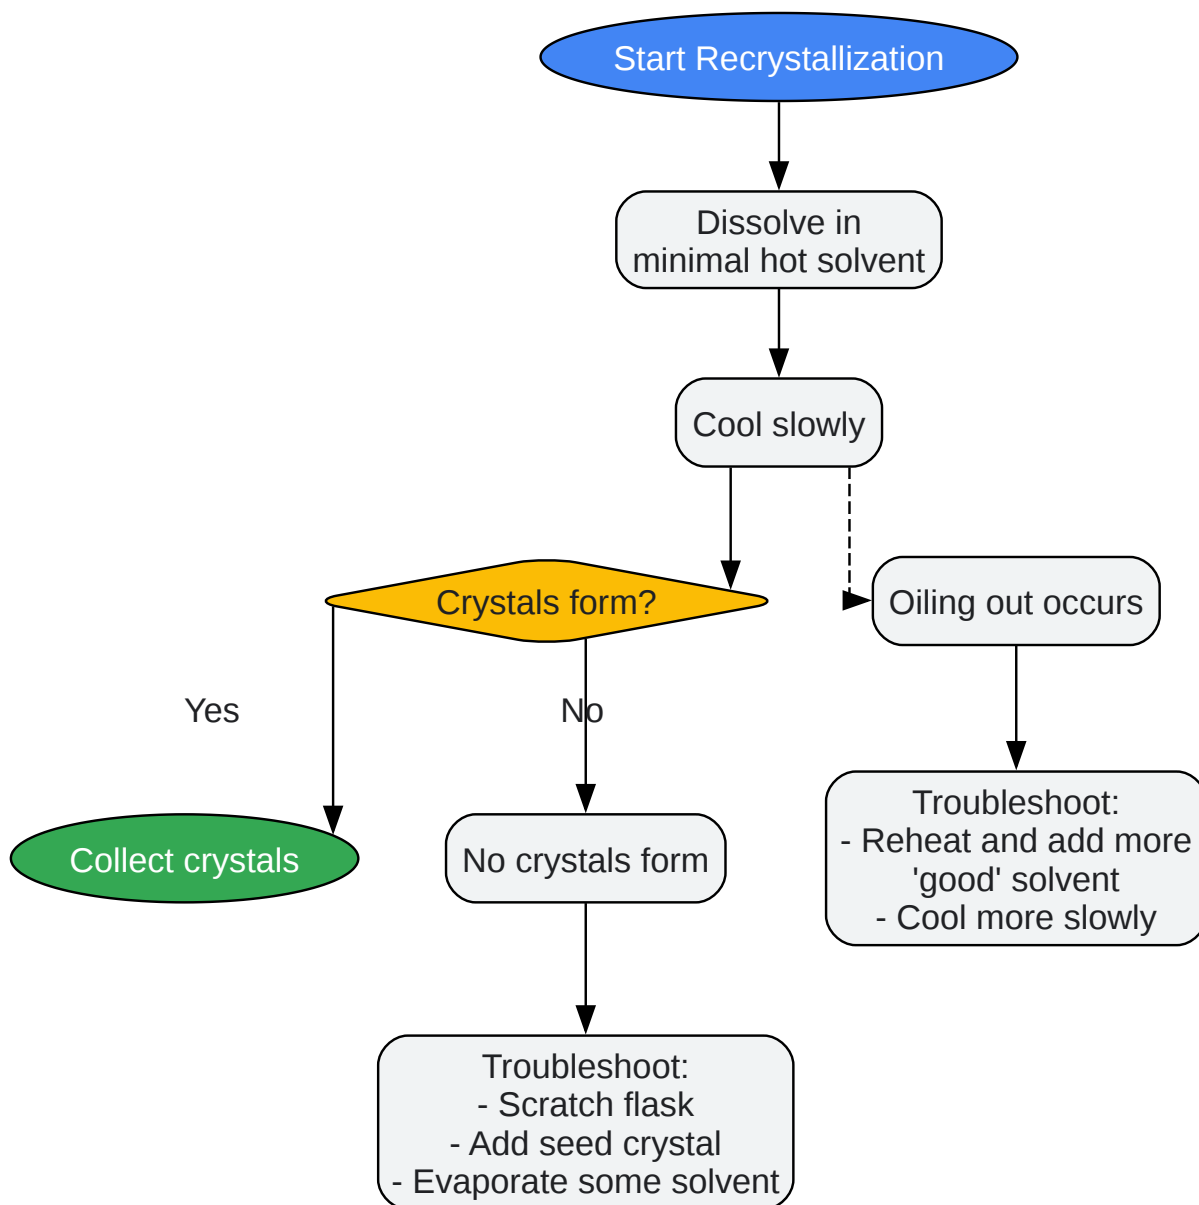 Start Recrystallization
Dissolve in
minimal hot solvent
Cool slowly
Crystals form?
Oiling out occurs
Yes
No
Collect crystals
No crystals form
Troubleshoot:
- Reheat and add more
'good' solvent
- Cool more slowly
Troubleshoot:
- Scratch flask
- Add seed crystal
- Evaporate some solvent